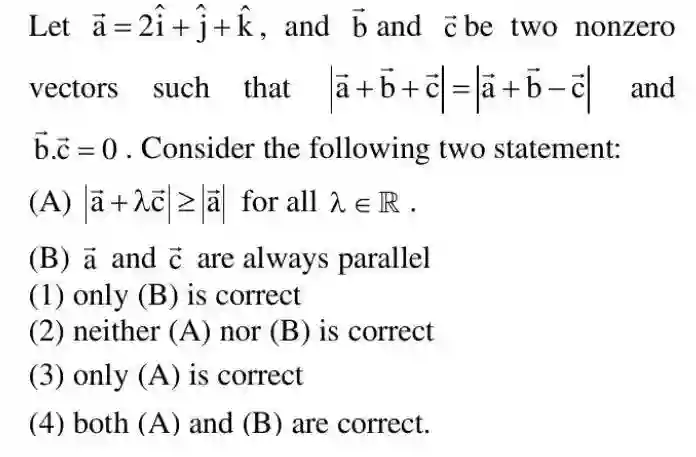 Let $\vec{a} = 2\hat{i} + \hat{j} + \hat{k}$, and $\vec{b}$ and $\vec{c}$ be two nonzero
vectors such that $|\vec{a} + \vec{b} + \vec{c}| = |\vec{a} + \vec{b} - \vec{c}|$ and
$\vec{b}.\vec{c} = 0$. Consider the following two statement:
(A) $|\vec{a} + \lambda\vec{c}| \geq |\vec{a}|$ for all $\lambda \in \mathbb{R}$.
(B) $\vec{a}$ and $\vec{c}$ are always parallel
(1) only (B) is correct
(2) neither (A) nor (B) is correct
(3) only (A) is correct
(4) both (A) and (B) are correct.